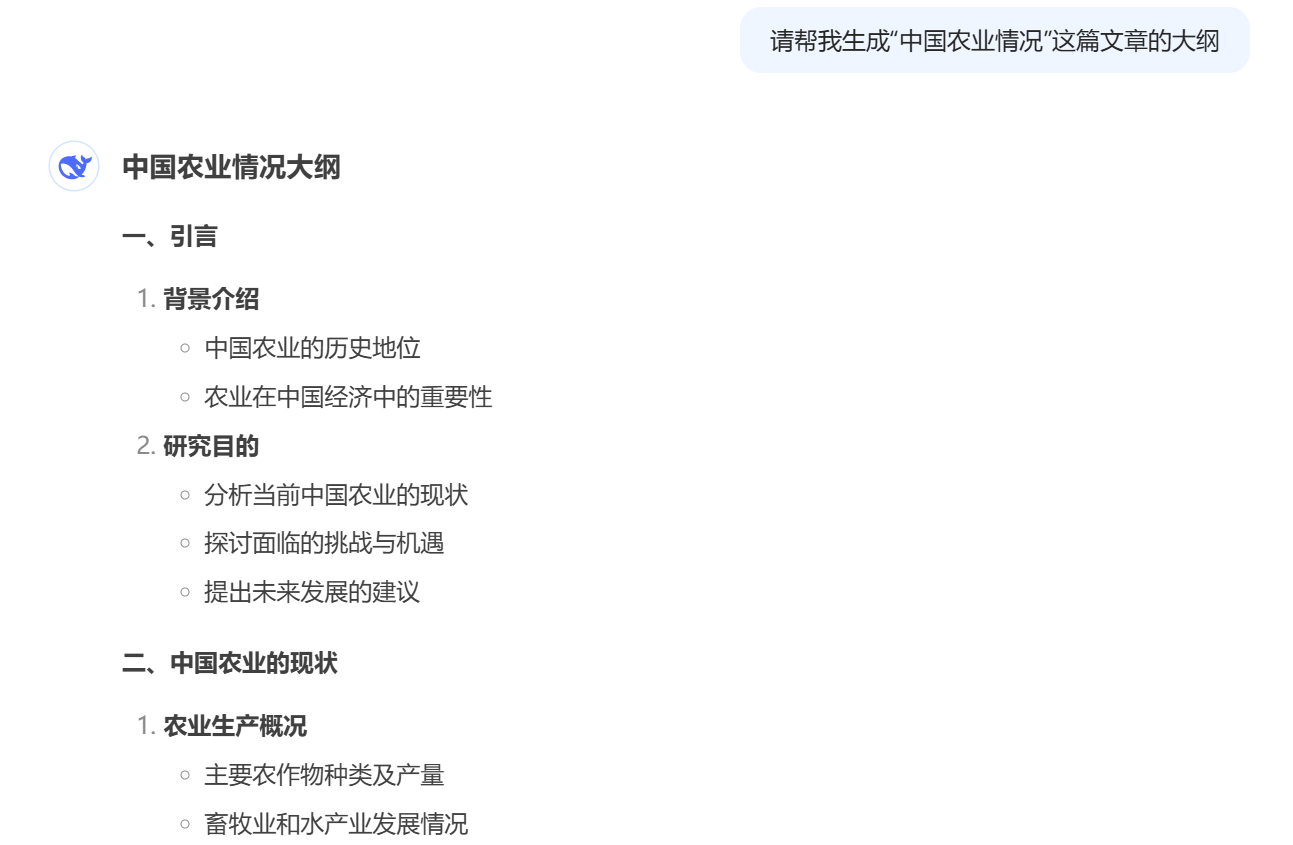 请帮我生成“中国农业情况”这篇文章的大纲
中国农业情况大纲
一、引言
1. 背景介绍
中国农业的历史地位
农业在中国经济中的重要性
2. 研究目的
分析当前中国农业的现状
探讨面临的挑战与机遇
提出未来发展的建议
二、中国农业的现状
1. 农业生产概况
主要农作物种类及产量
畜牧业和水产业发展情况